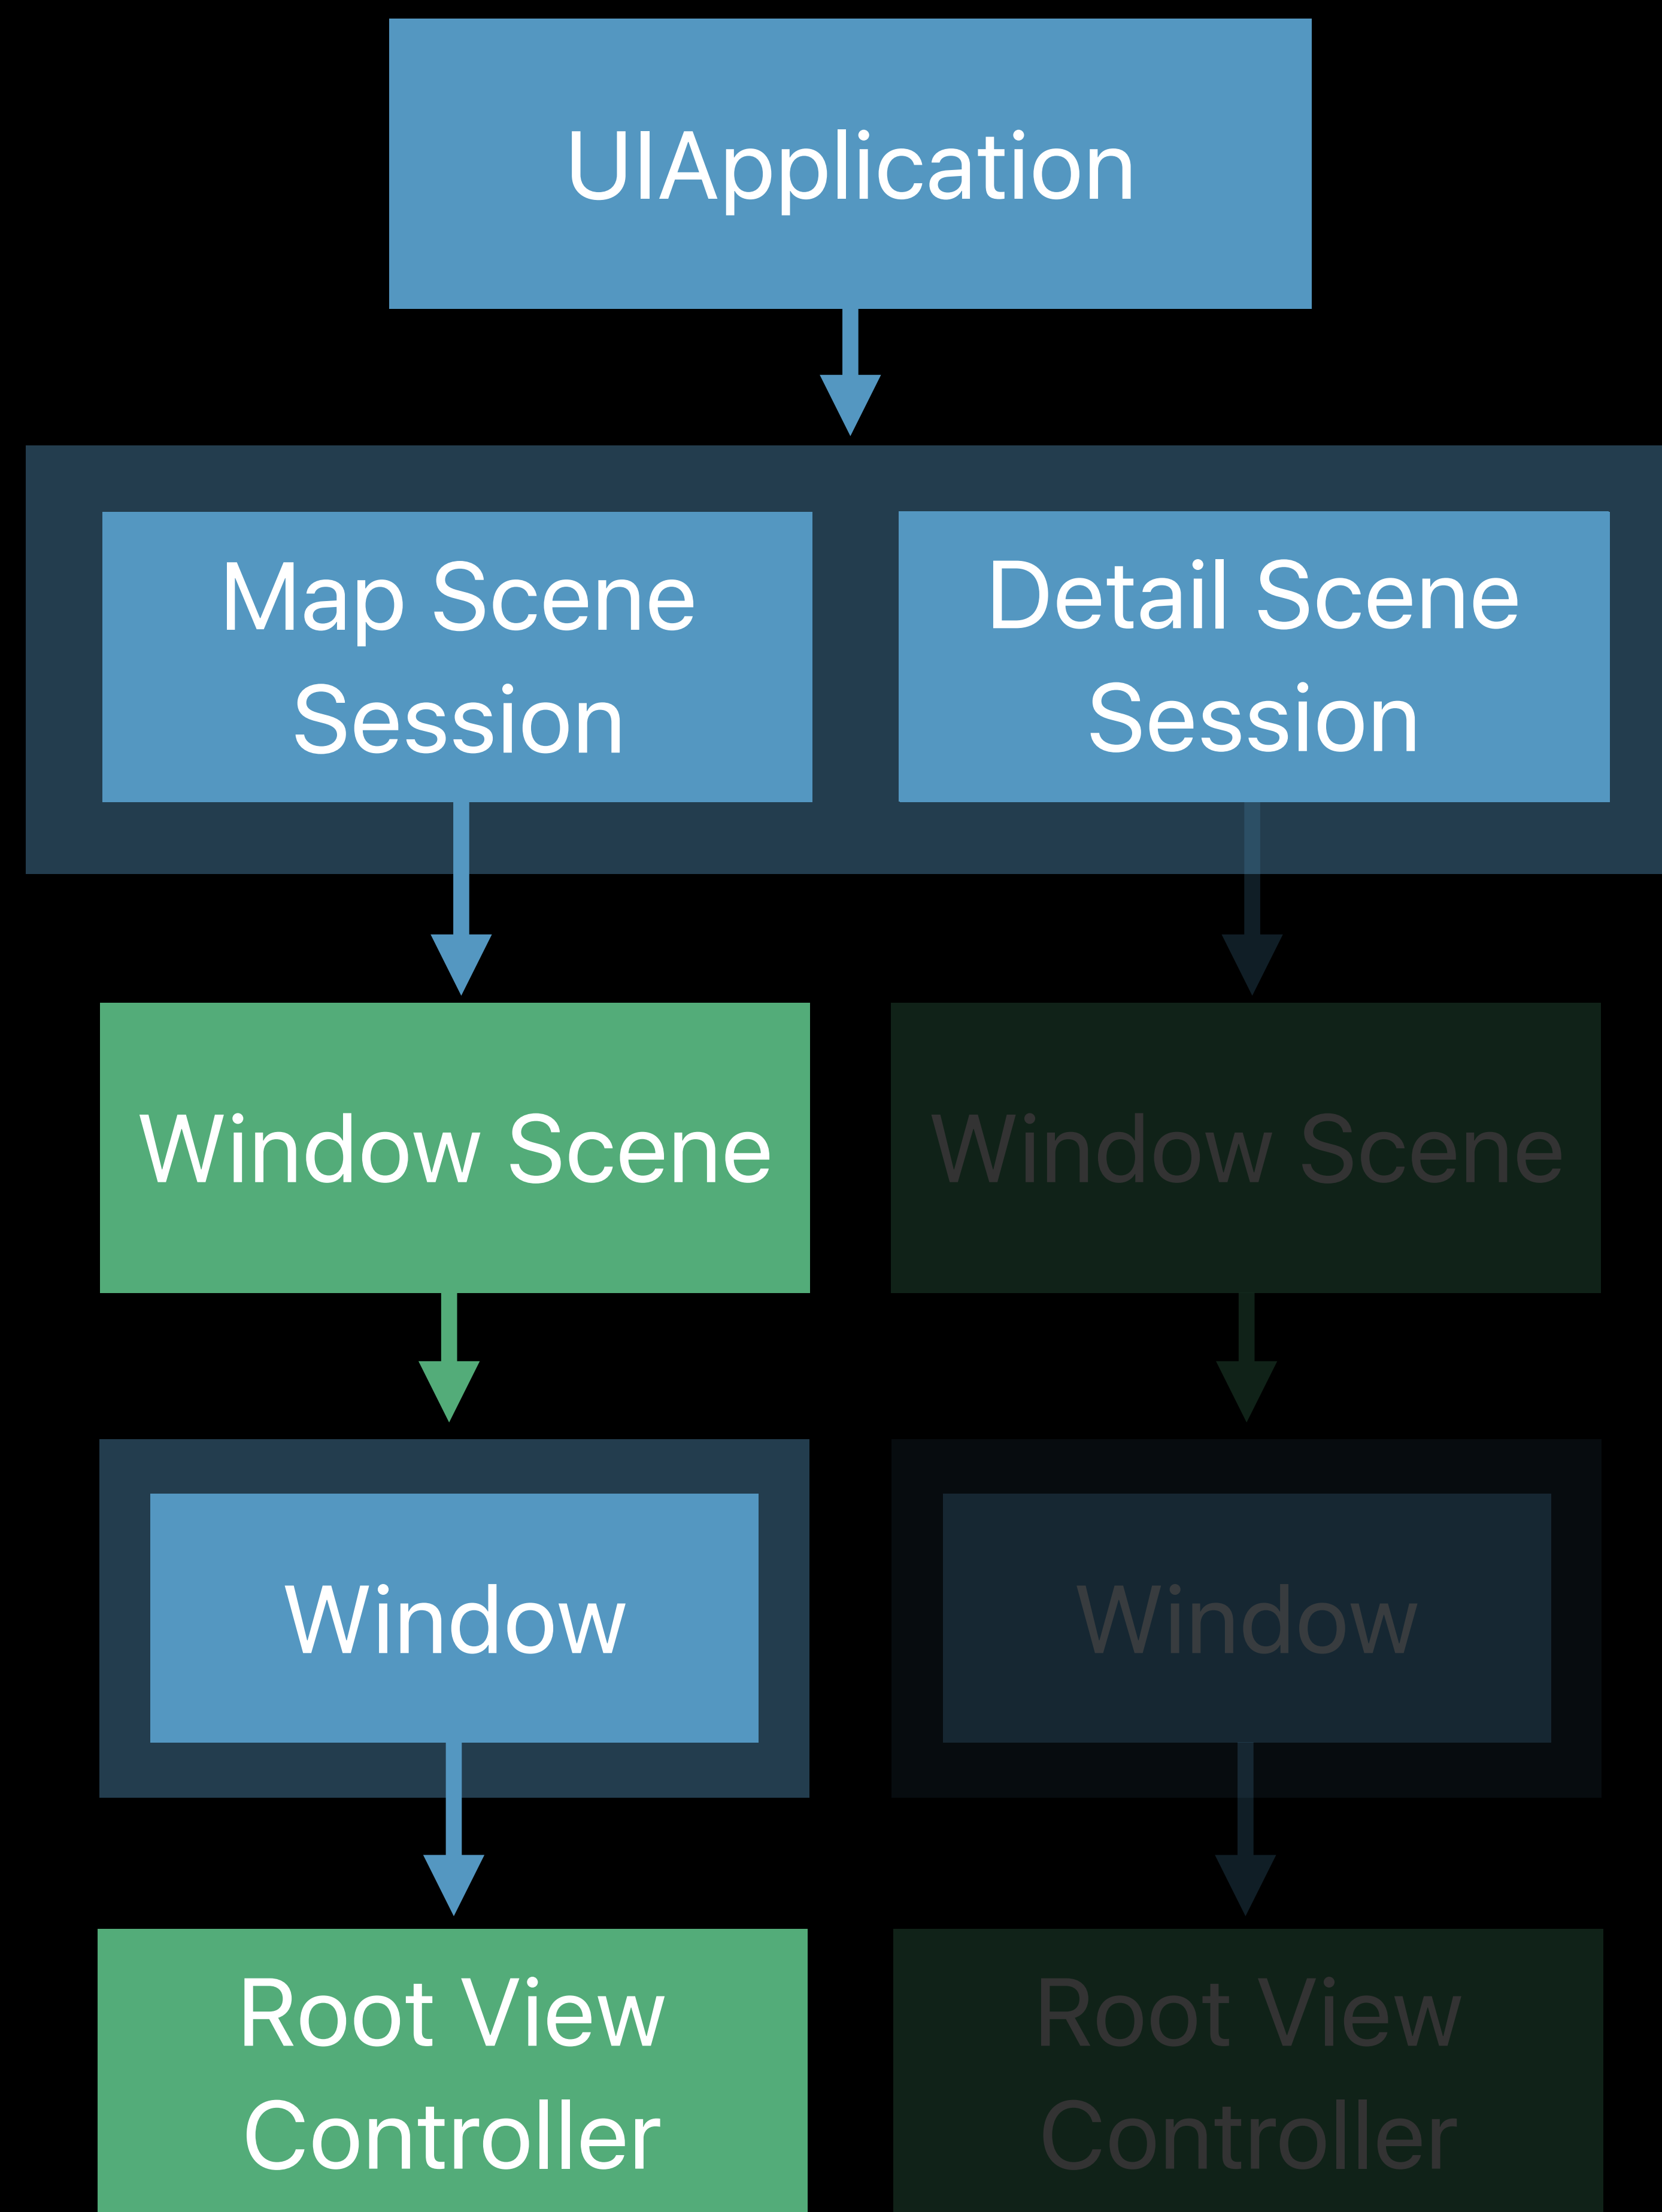 UIApplication
Map Scene
Session
Detail Scene
Session
Window Scene
Window Scene
Window
Window
Root View
Controller
Root View
Controller